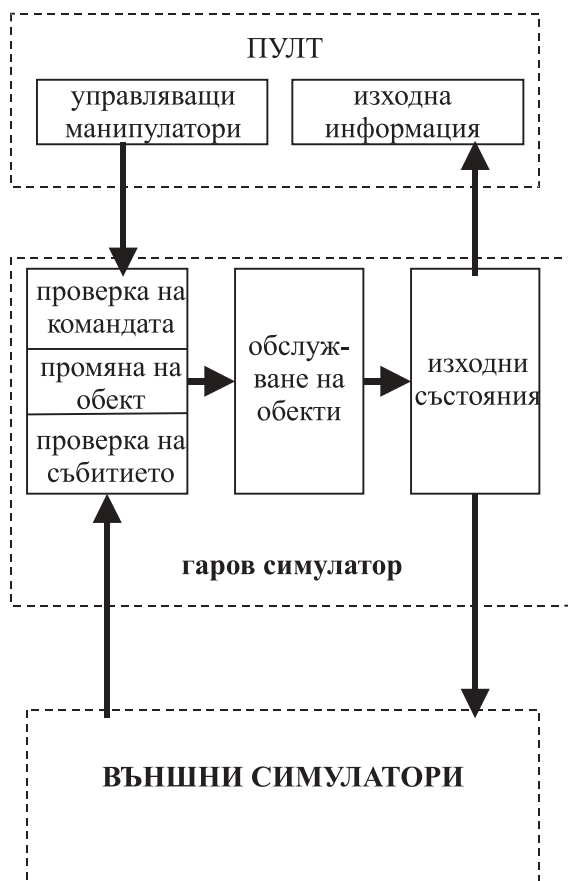 ПУЛТ
управляващи
манипулатори
изходна
информация
проверка на
командата
промяна на
обект
проверка на
събитието
обслуж-
ване на
обекти
изходни
състояния
гаров симулатор
ВЪНШНИ СИМУЛАТОРИ